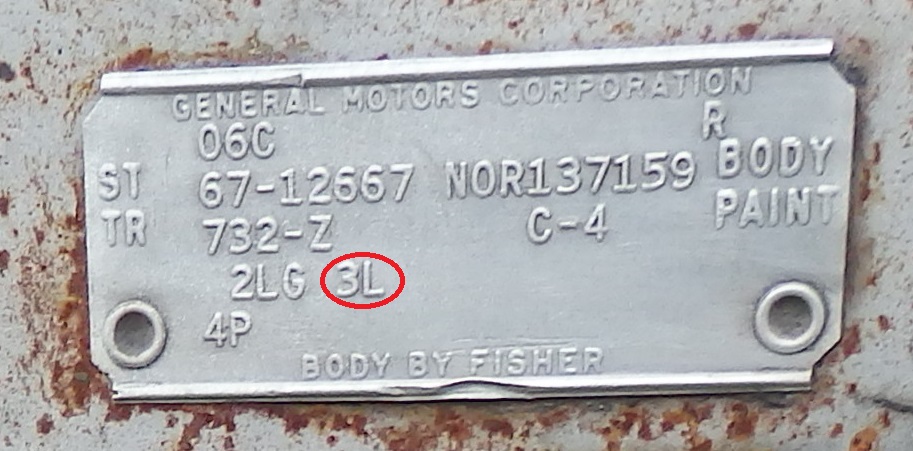 GENERAL MOTORS CORPORATION
06C R
ST 67-12667 NOR137159 BODY
TR 732-Z C-4 PAINT
2LG 3L
4P
BODY BY FISHER